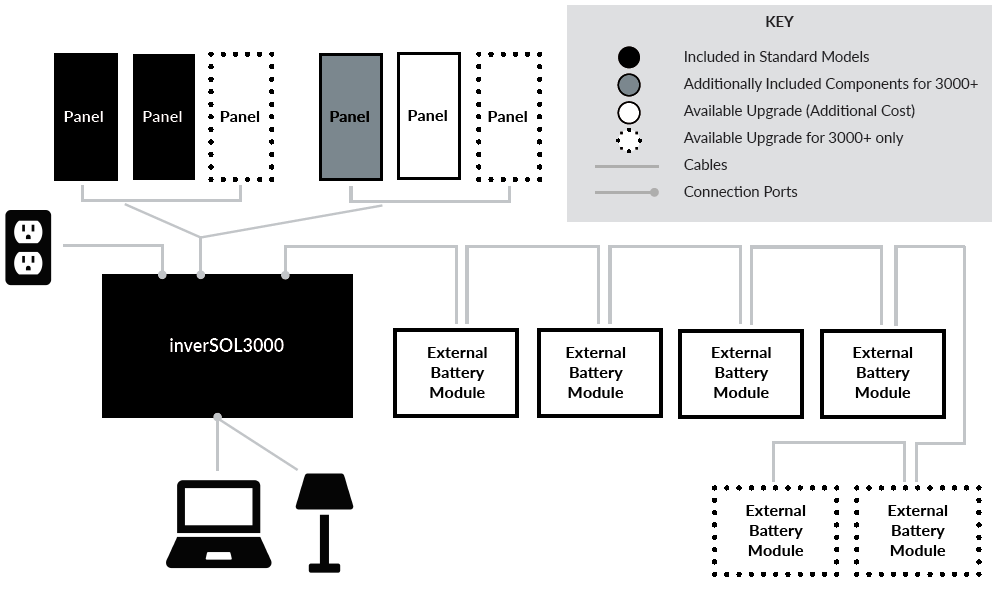 KEY
Included in Standard Models
Additionally Included Components for 3000+
Available Upgrade (Additional Cost)
Available Upgrade for 3000+ only
Cables
Connection Ports
Panel
Panel
Panel
Panel
Panel
Panel
inverSOL3000
External
Battery
Module
External
Battery
Module
External
Battery
Module
External
Battery
Module
External
Battery
Module
External
Battery
Module